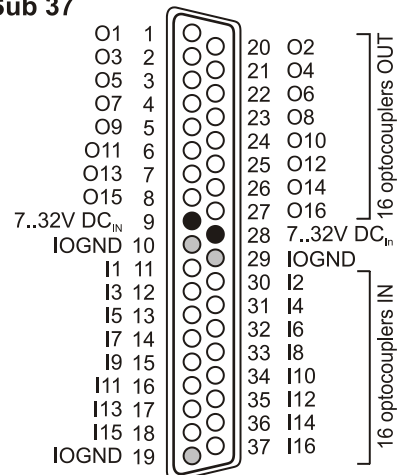 Sub 37
O1 1
O3 2
O5 3
O7 4
O9 5
O11 6
O13 7
O15 8
7..32V DC_IN 9
IOGND 10
I1 11
I3 12
I5 13
I7 14
I9 15
I11 16
I13 17
I15 18
IOGND 19
20 O2
21 O4
22 O6
23 O8
24 O10
25 O12
26 O14
27 O16
28 7..32V DC_In
29 IOGND
30 I2
31 I4
32 I6
33 I8
34 I10
35 I12
36 I14
37 I16
16 optocouplers OUT
16 optocouplers IN